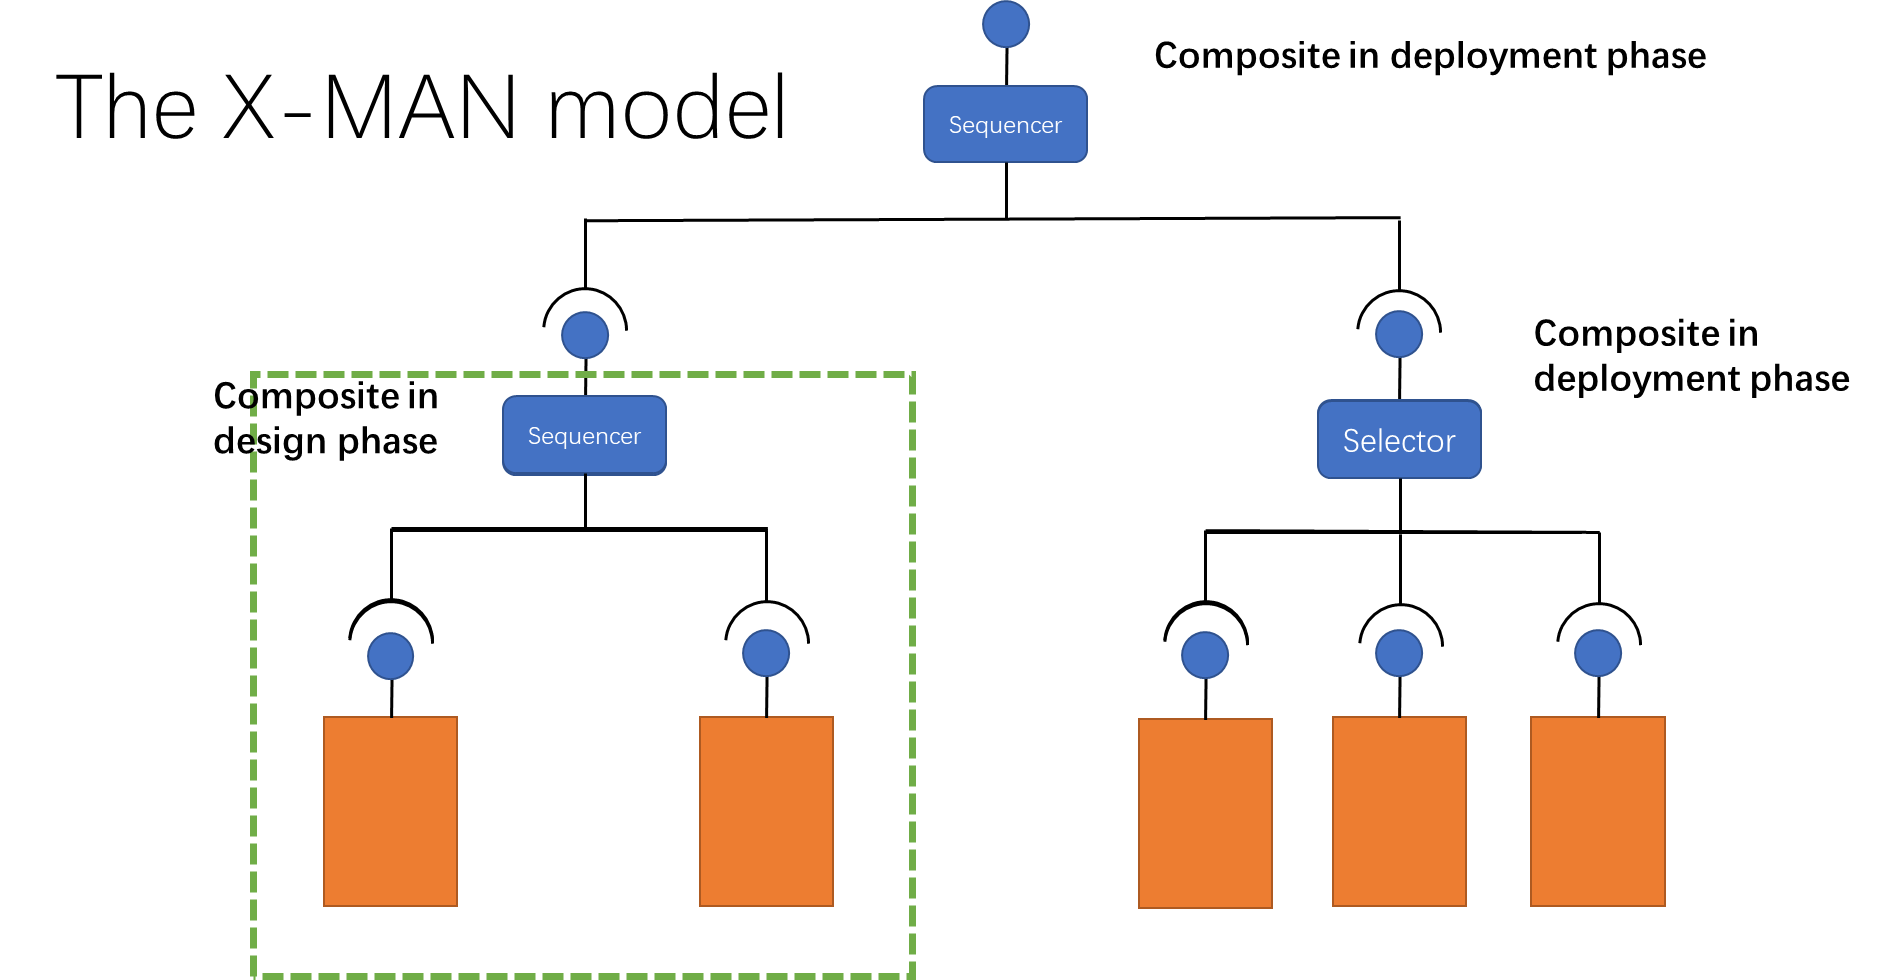 Composite in deployment phase
The X-MAN model
Sequencer
Composite in
deployment phase
Composite in
design phase
Sequencer
Selector